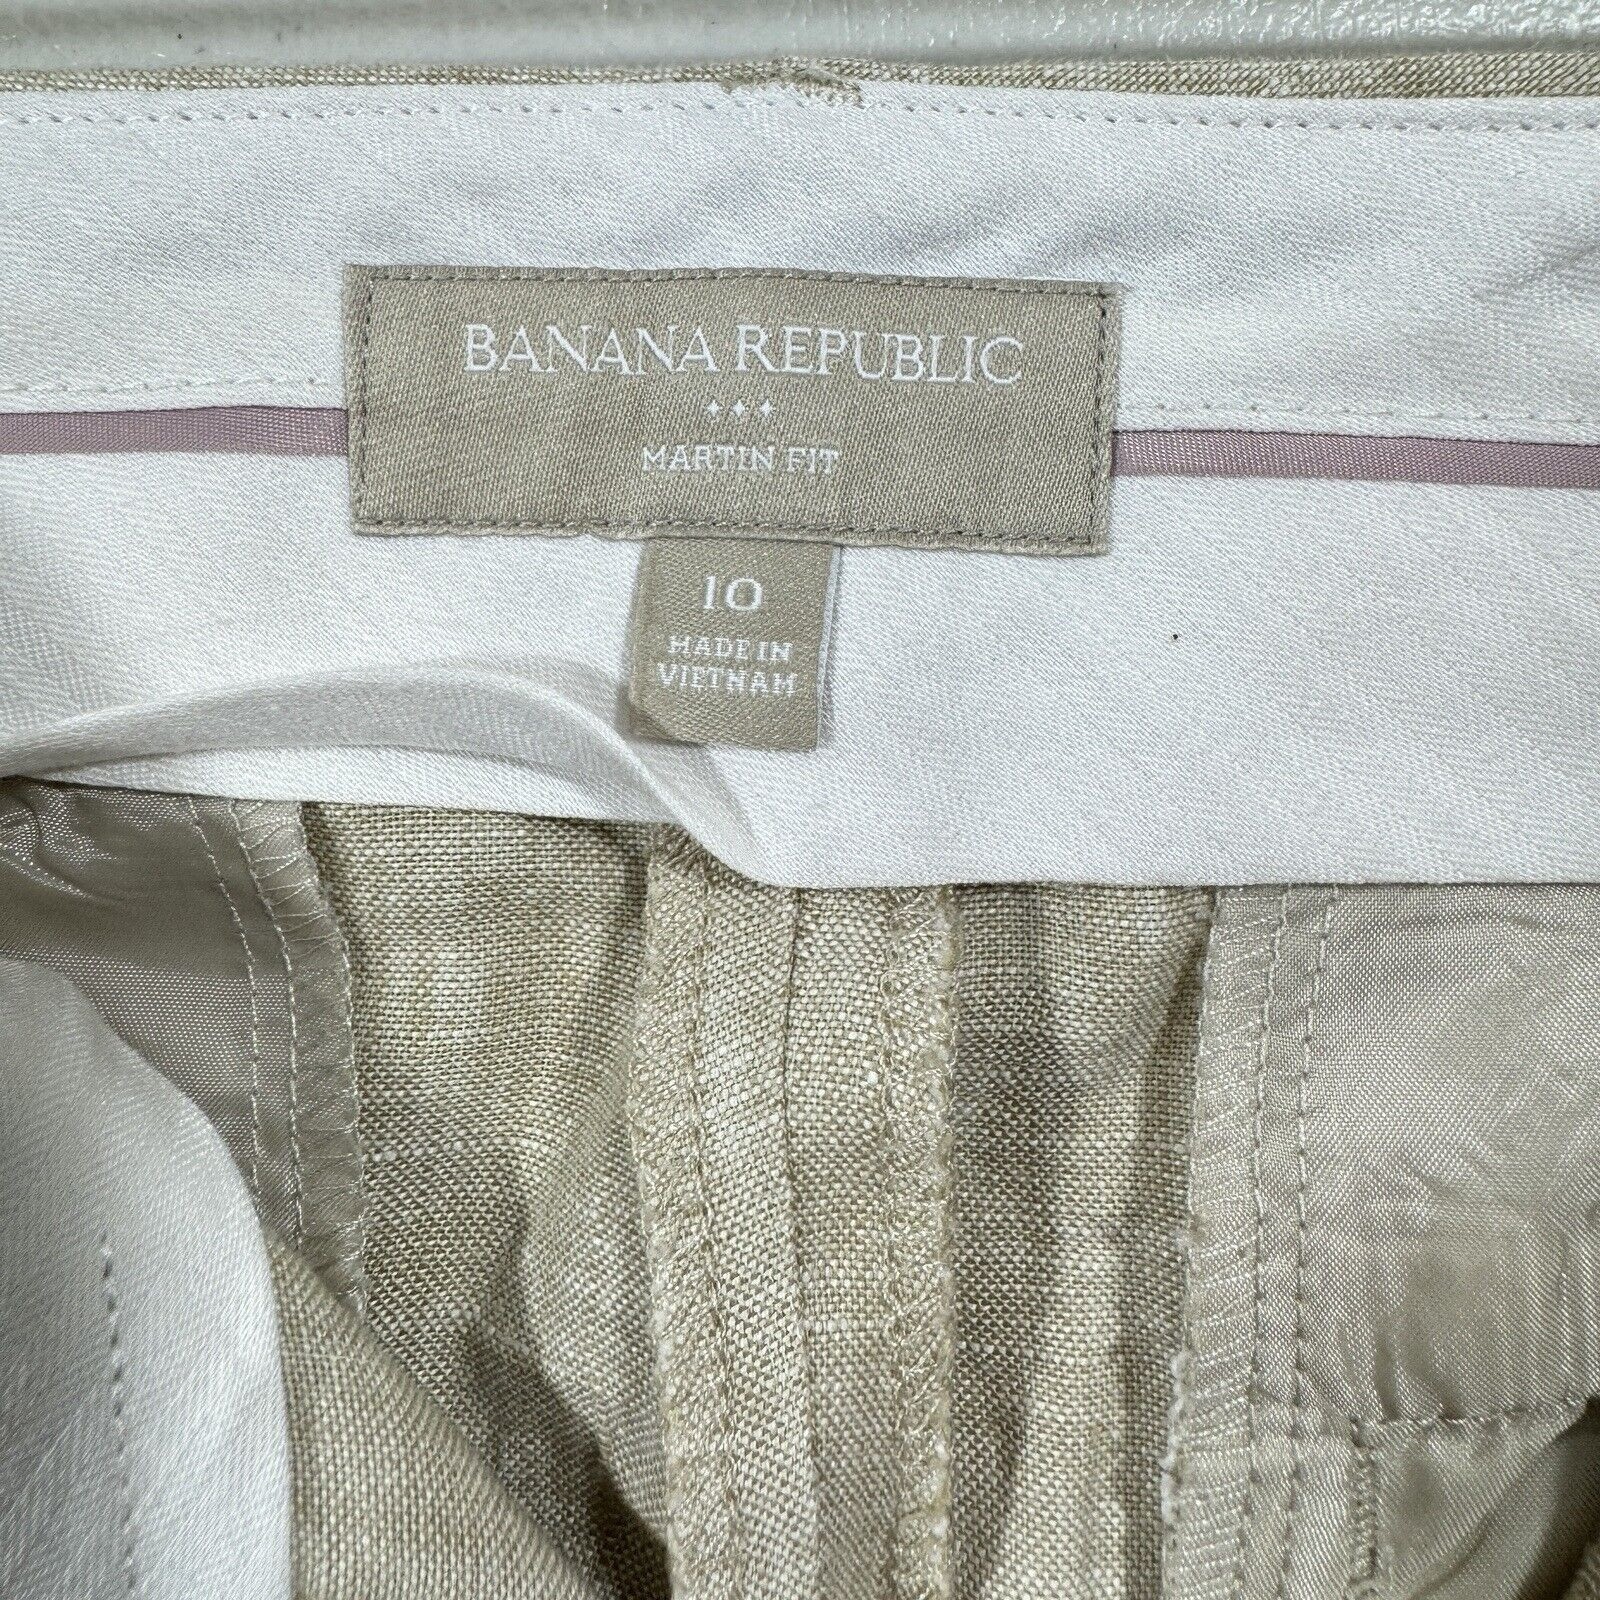 BANANA REPUBLIC
MARTIN FIT
10
MADE IN
VIETNAM